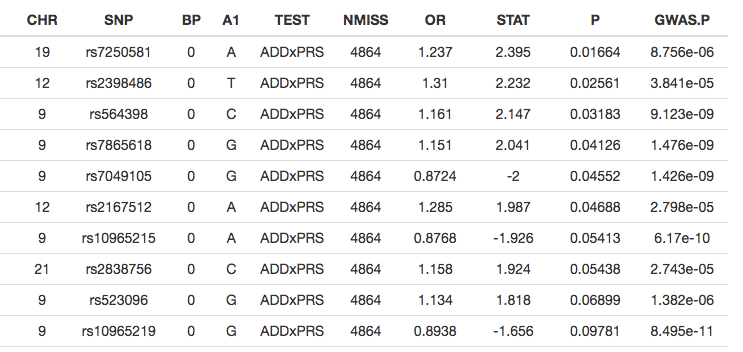 CHR SNP BP A1 TEST NMISS OR STAT P GWAS.P
19 rs7250581 0 A ADDxPRS 4864 1.237 2.395 0.01664 8.756e-06
12 rs2398486 0 T ADDxPRS 4864 1.31 2.232 0.02561 3.841e-05
9 rs564398 0 C ADDxPRS 4864 1.161 2.147 0.03183 9.123e-09
9 rs7865618 0 G ADDxPRS 4864 1.151 2.041 0.04126 1.476e-09
9 rs7049105 0 G ADDxPRS 4864 0.8724 -2 0.04552 1.426e-09
12 rs2167512 0 A ADDxPRS 4864 1.285 1.987 0.04688 2.798e-05
9 rs10965215 0 A ADDxPRS 4864 0.8768 -1.926 0.05413 6.17e-10
21 rs2838756 0 C ADDxPRS 4864 1.158 1.924 0.05438 2.743e-05
9 rs523096 0 G ADDxPRS 4864 1.134 1.818 0.06899 1.382e-06
9 rs10965219 0 G ADDxPRS 4864 0.8938 -1.656 0.09781 8.495e-11